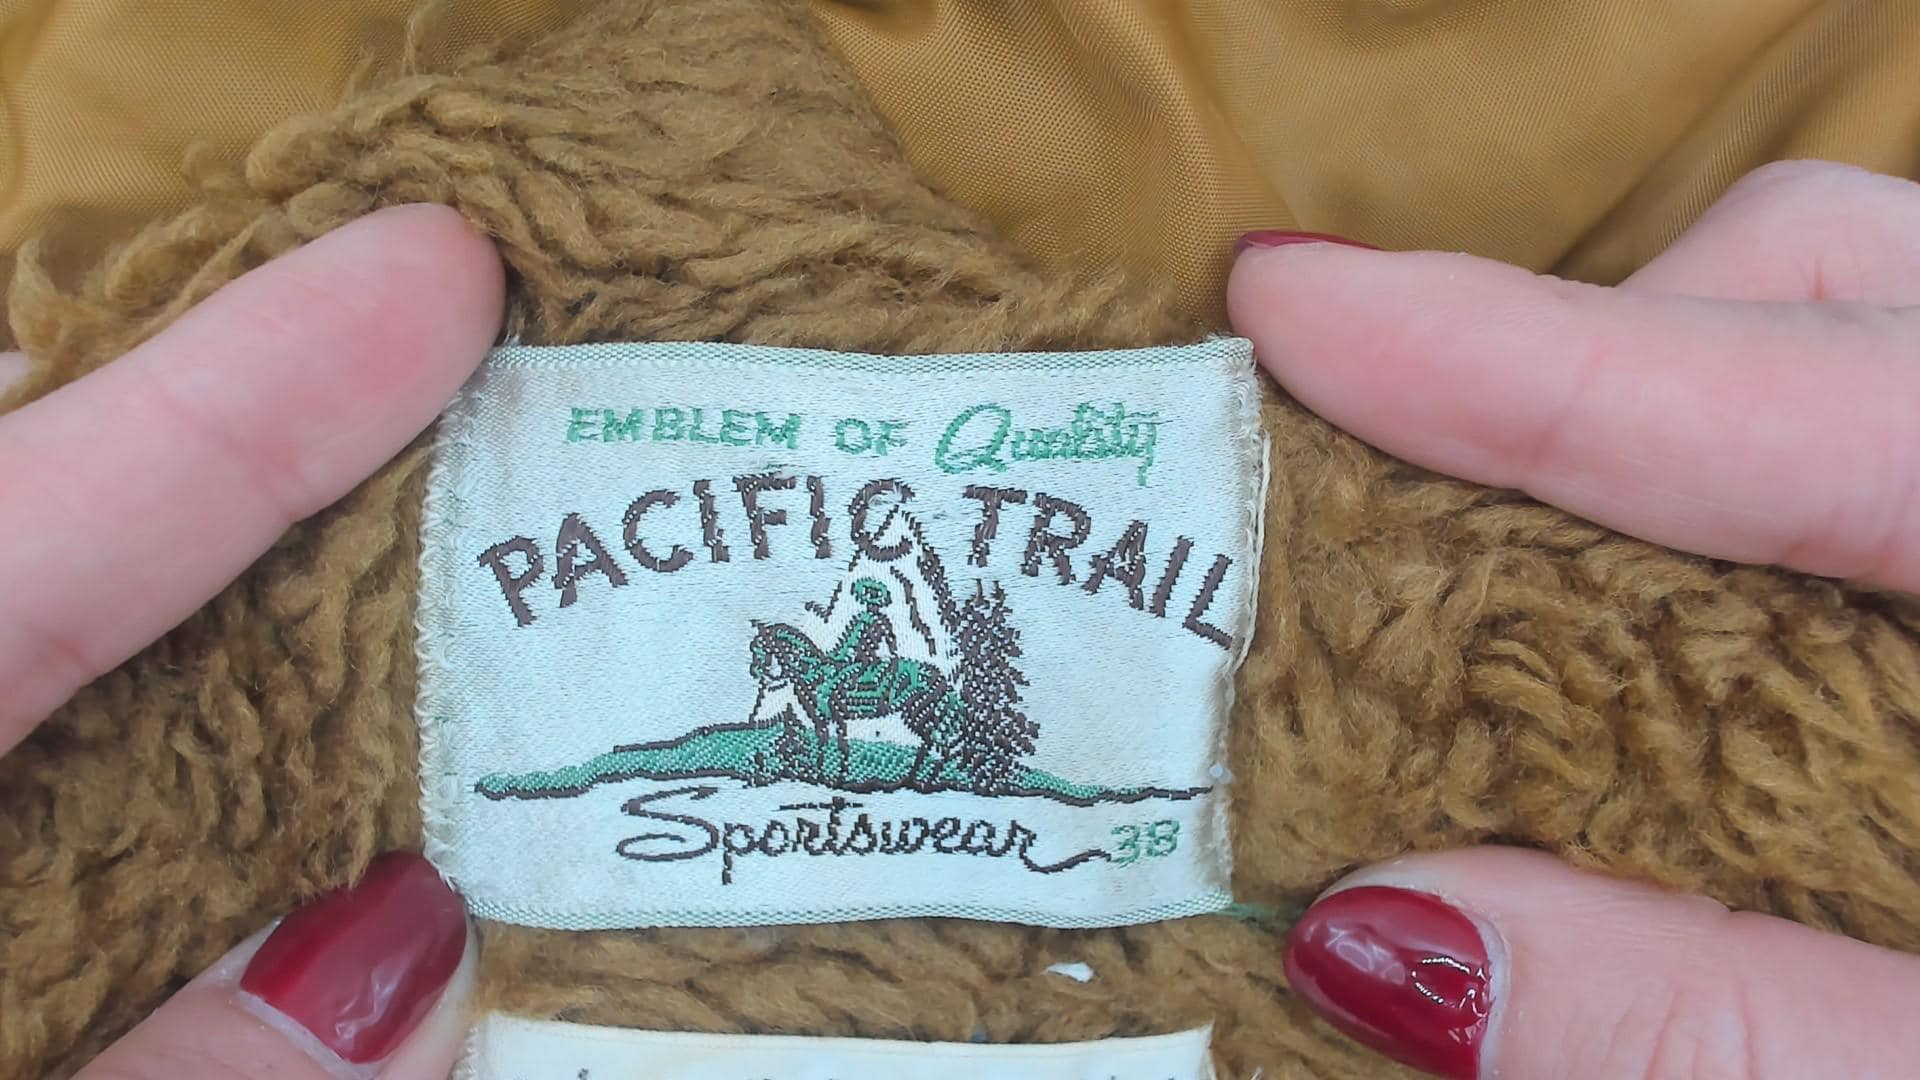 EMBLEM OF Quality
PACIFIC TRAIL
Sportswear 38